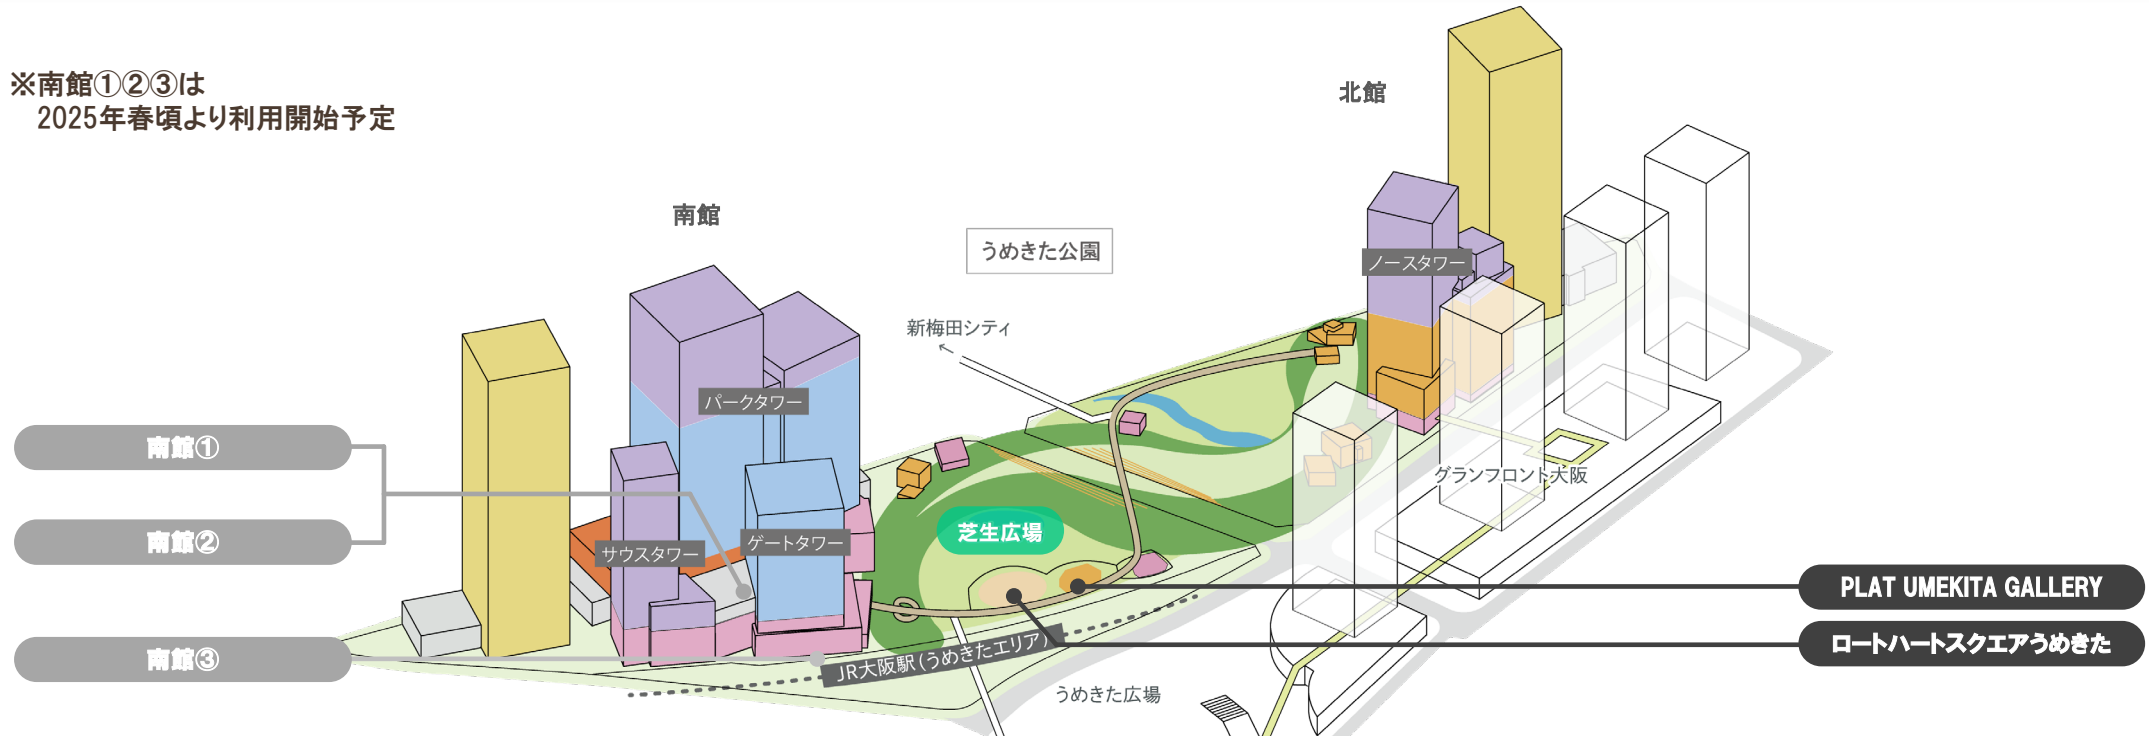 ※南館①②③は
2025年春頃より利用開始予定
北館
南館
うめきた公園
ノースタワー
新梅田シティ
パークタワー
南館①
グランフロント大阪
芝生広場
ゲートタワー
サウスタワー
南館②
PLAT UMEKITA GALLERY
ロートハートスクエアうめきた
南館③
JR大阪駅(うめきたエリア)
うめきた広場